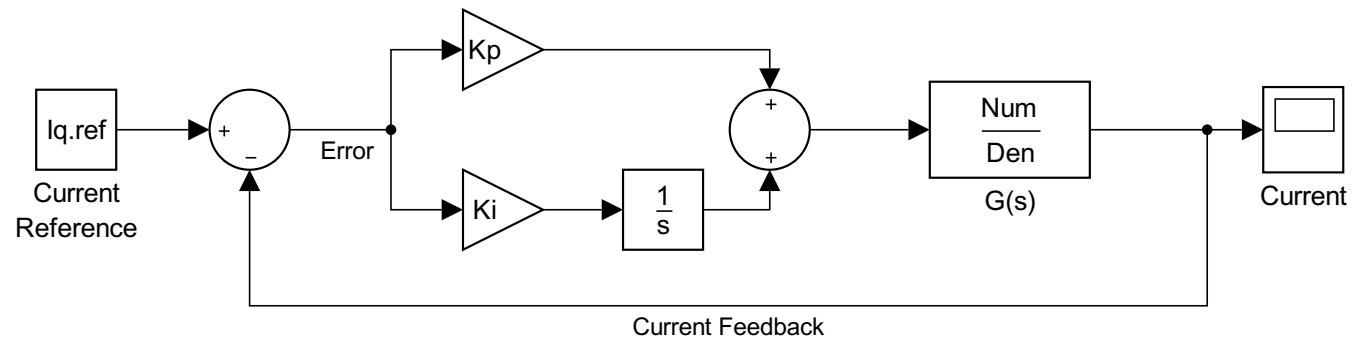 Kp
+
Iq.ref
+
−
Error
+
Num
Den
G(s)
Current
Reference
Ki
1
s
Current
Current Feedback